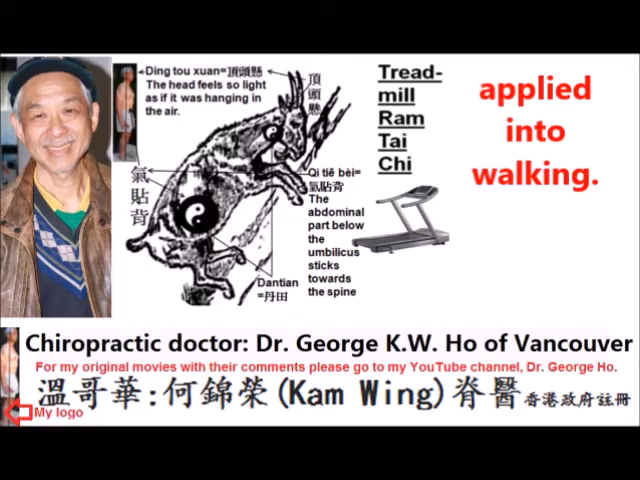 Ding tou xuan=頂頭懸
The head feels so light
as if it was hanging in
the air.
頂頭懸
Tread-
mill
Ram
Tai
Chi
applied
into
walking.
氣貼背
Qì tiē bèi=
氣貼背
The
abdominal
part below
the
umbilicus
sticks
towards
the spine
Dantian
=丹田
Chiropractic doctor: Dr. George K.W. Ho of Vancouver
For my original movies with their comments please go to my YouTube channel, Dr. George Ho.
溫哥華:何錦榮(Kam Wing)脊醫香港政府註冊
My logo